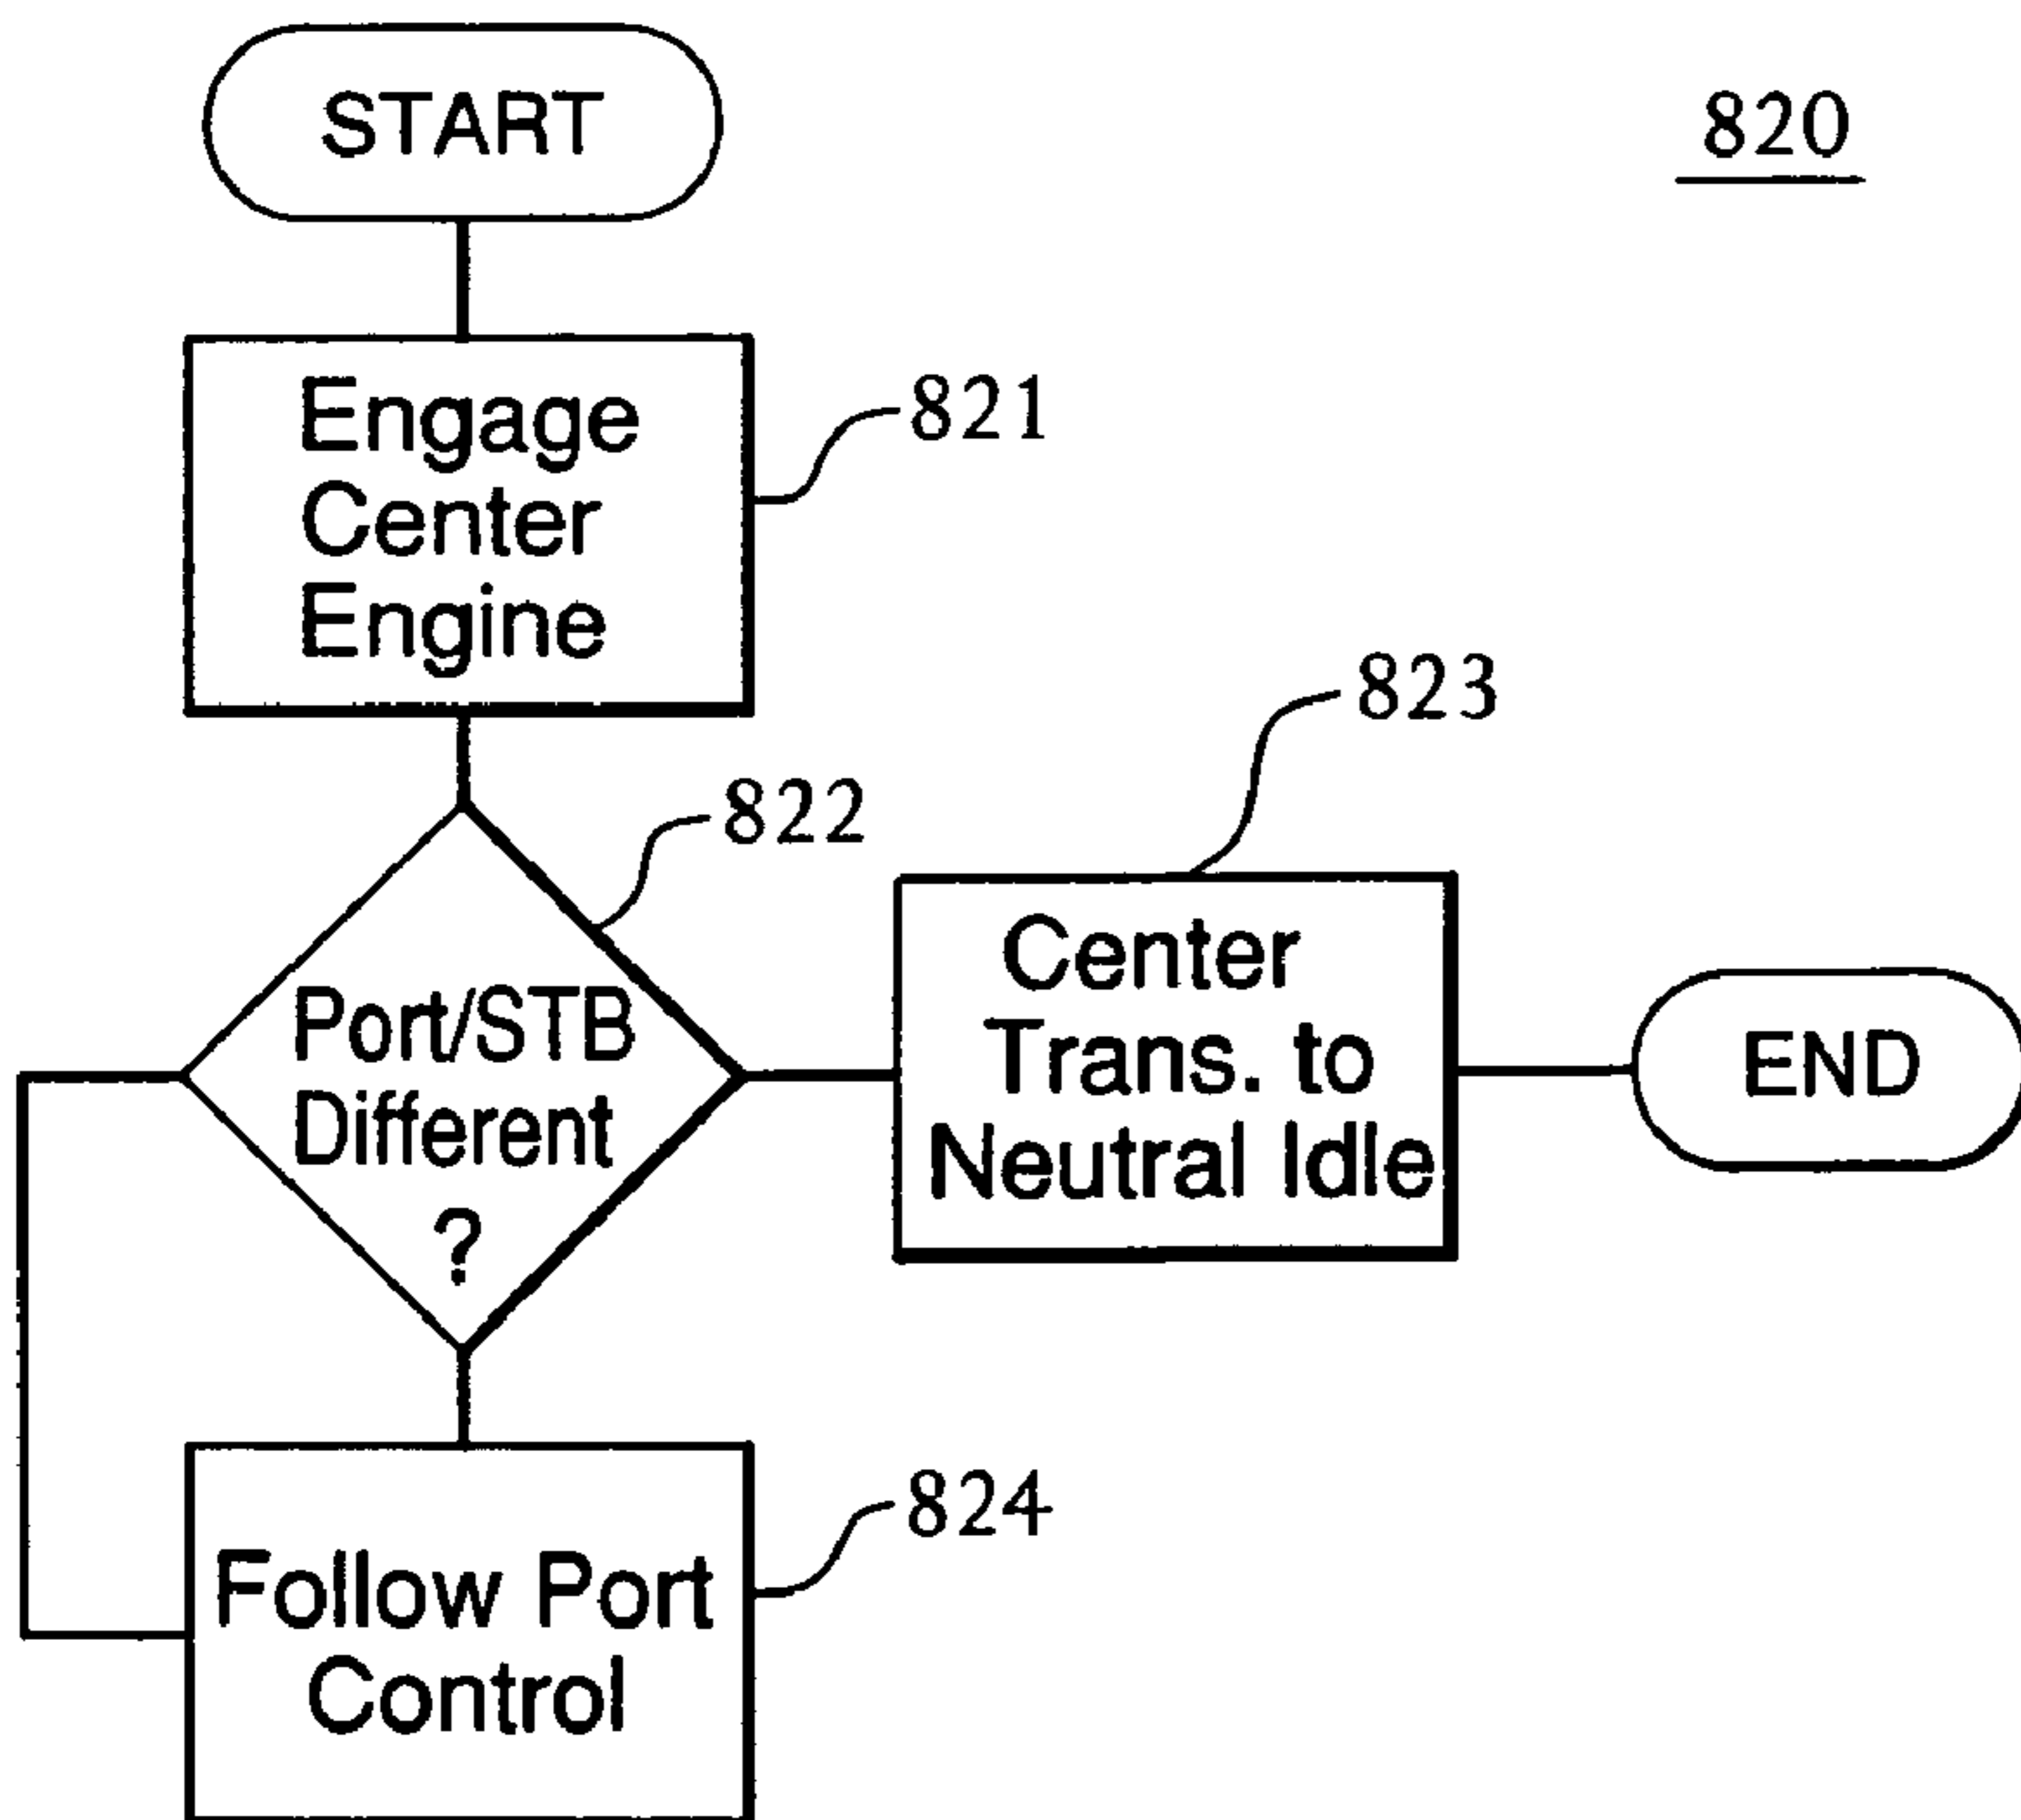 START
820
Engage
Center
Engine
821
822
823
Port/STB
Different
?
Center
Trans. to
Neutral Idle
END
824
Follow Port
Control